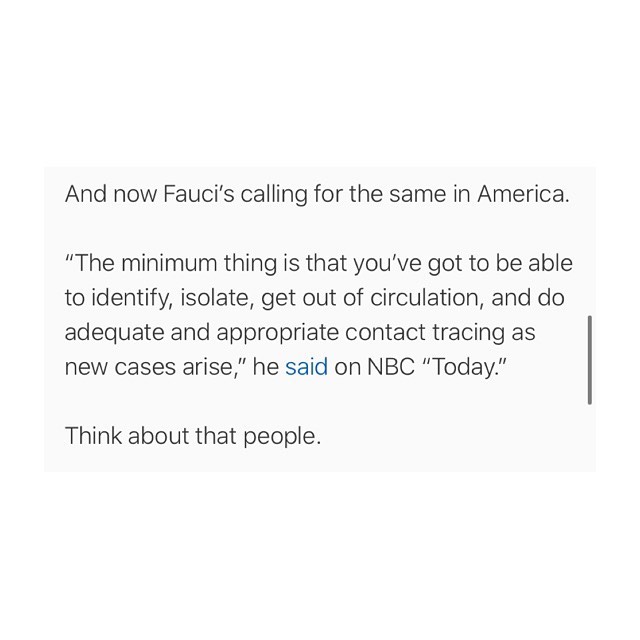 And now Fauci’s calling for the same in America.
“The minimum thing is that you’ve got to be able
to identify, isolate, get out of circulation, and do
adequate and appropriate contact tracing as
new cases arise,” he said on NBC “Today.”
Think about that people.